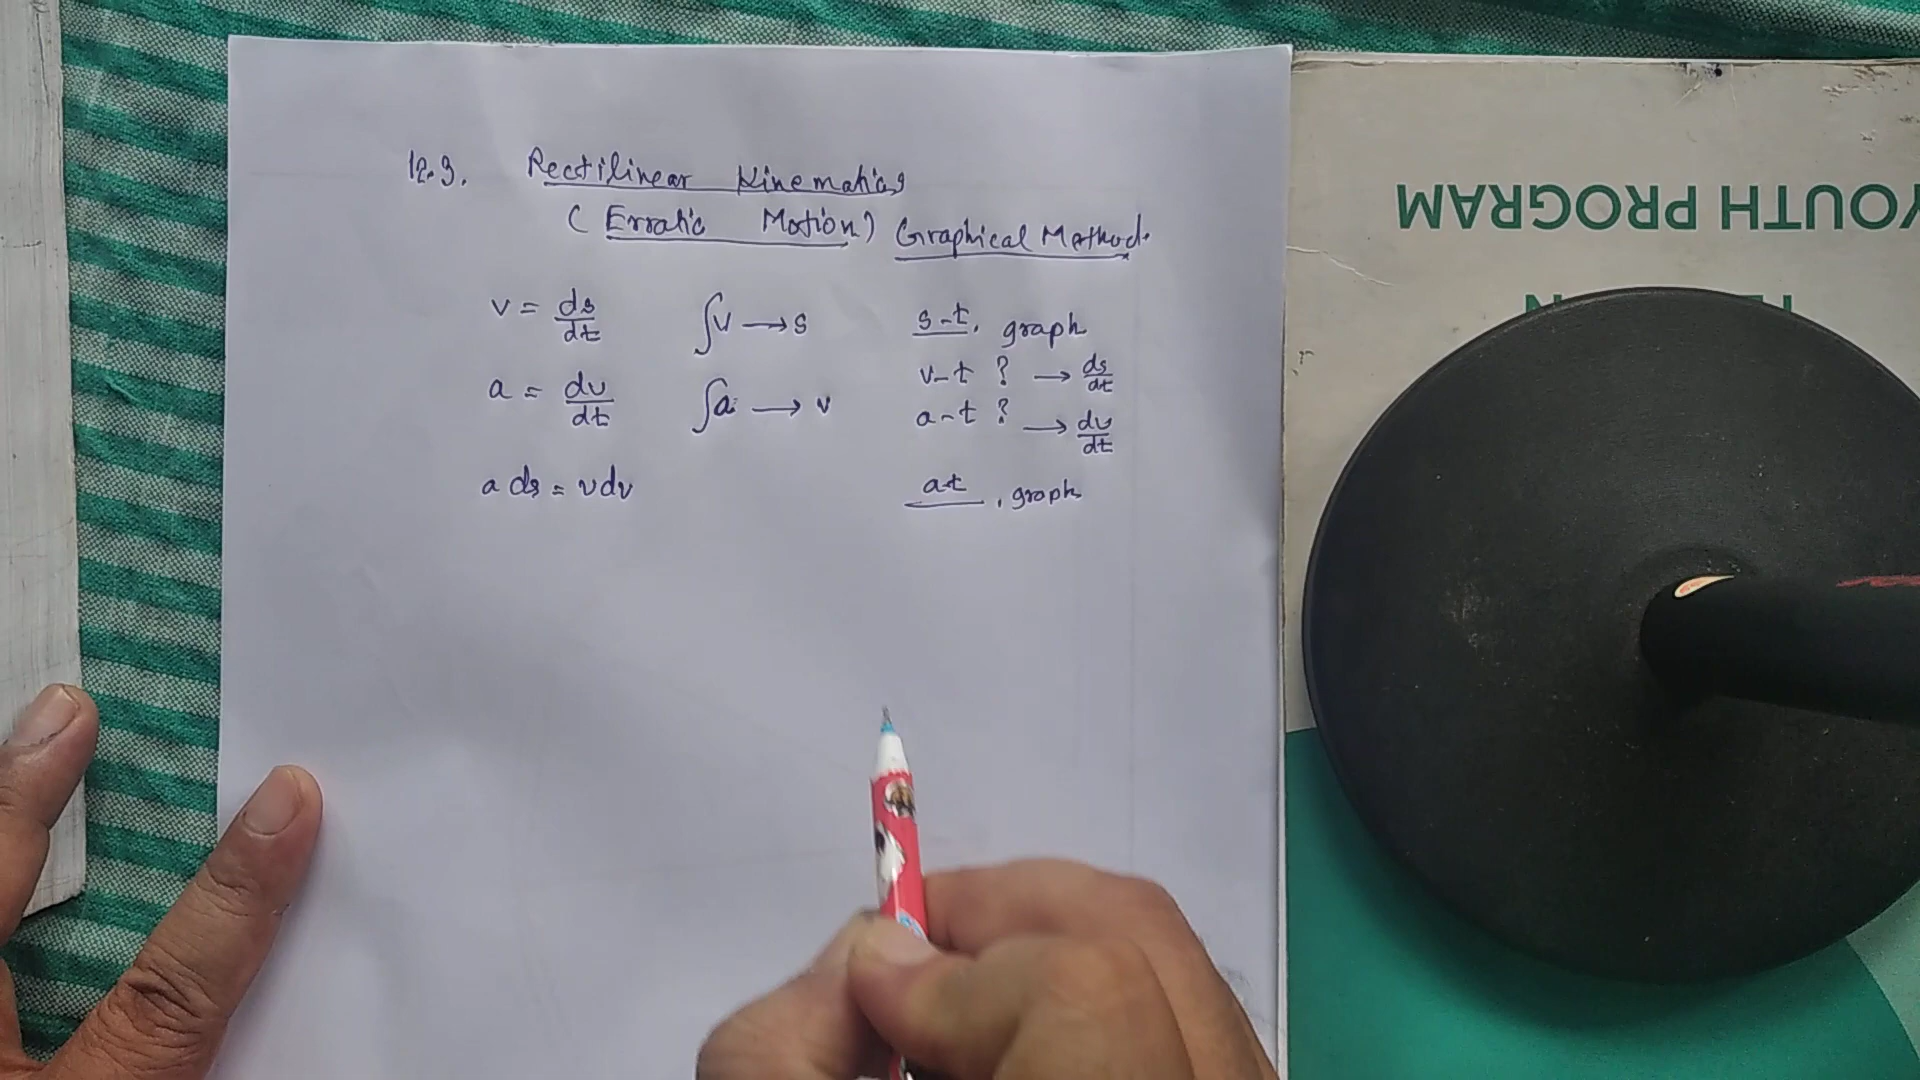 12.3. Rectilinear Kinematics
(Erratic Motion) Graphical Method.
v = ds/dt
∫v → s
s-t, graph
v-t ? → ds/dt
a = dv/dt
∫a → v
a-t ? → dv/dt
a ds = v dv
a-t, graph
YOUTH PROGRAM